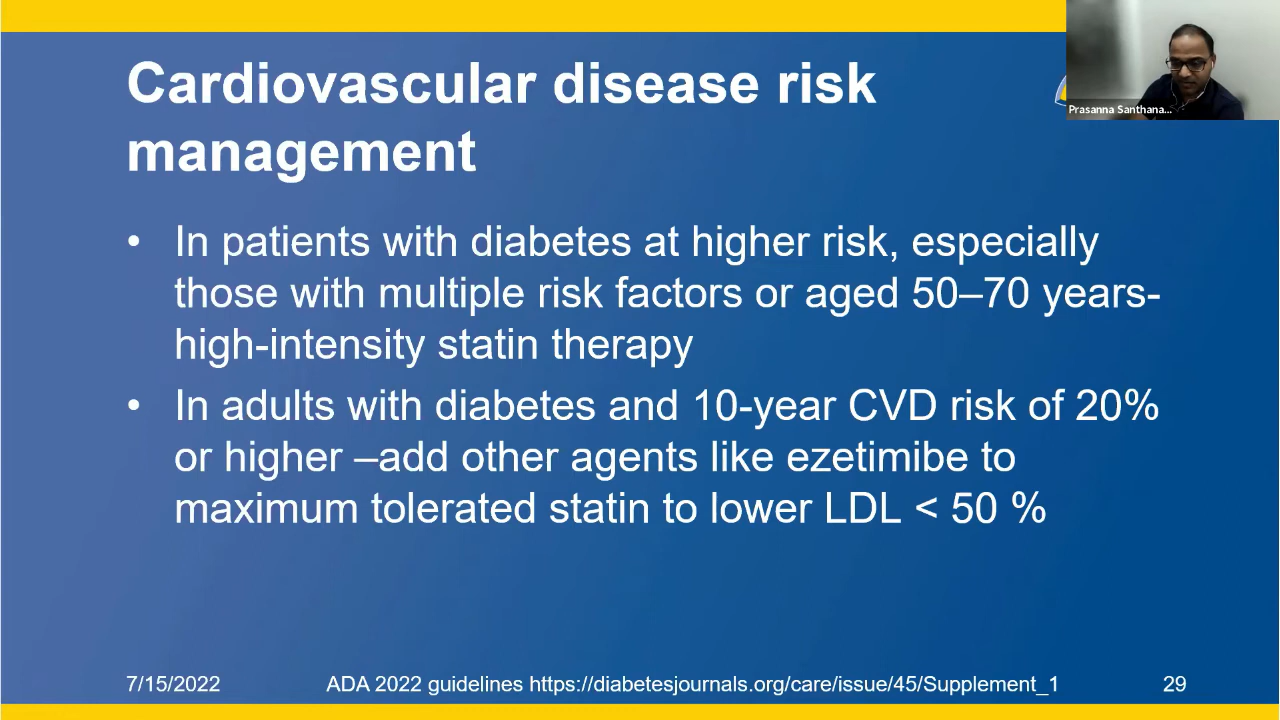 Cardiovascular disease risk
management
Prasanna Santhana...
• In patients with diabetes at higher risk, especially
those with multiple risk factors or aged 50–70 years-
high-intensity statin therapy
• In adults with diabetes and 10-year CVD risk of 20%
or higher –add other agents like ezetimibe to
maximum tolerated statin to lower LDL < 50 %
7/15/2022 ADA 2022 guidelines https://diabetesjournals.org/care/issue/45/Supplement_1 29